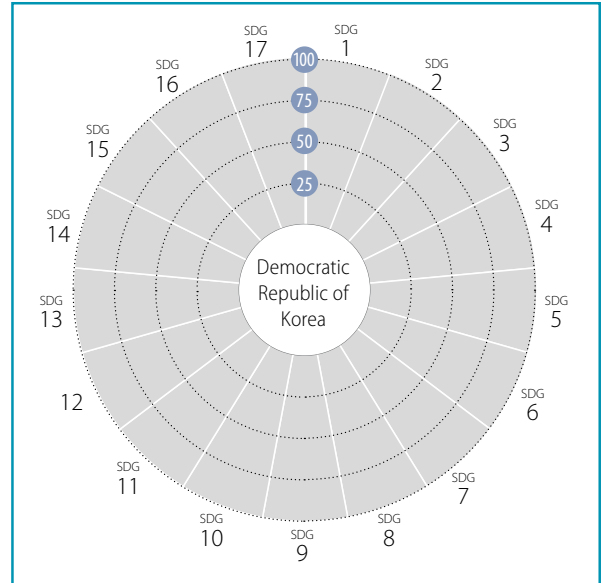 SDG
1
SDG
2
SDG
3
SDG
4
SDG
5
SDG
6
SDG
7
SDG
8
SDG
9
SDG
10
SDG
11
12
SDG
13
SDG
14
SDG
15
SDG
16
SDG
17
100
75
50
25
Democratic
Republic of
Korea